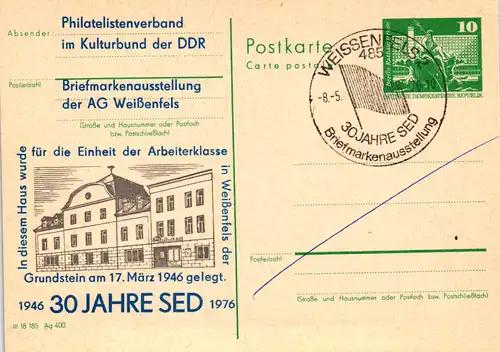 Absender:
Philatelistenverband
im Kulturbund der DDR
Postleitzahl
Briefmarkenausstellung
der AG Weißenfels
(Straße und Hausnummer oder Postfach
bzw. Postschließfach)
In diesem Haus wurde für die Einheit der Arbeiterklasse in Weißenfels der
Grundstein am 17. März 1946 gelegt.
1946 30 JAHRE SED 1976
III 18 185 Ag 400
Postkarte
Carte postale
WEISSENFELS 2
485
-8.-5.
30 JAHRE SED
Briefmarkenausstellung
10
DEUTSCHE DEMOKRATISCHE REPUBLIK
Postleitzahl
(Straße und Hausnummer oder Postfach bzw. Postschließfach)